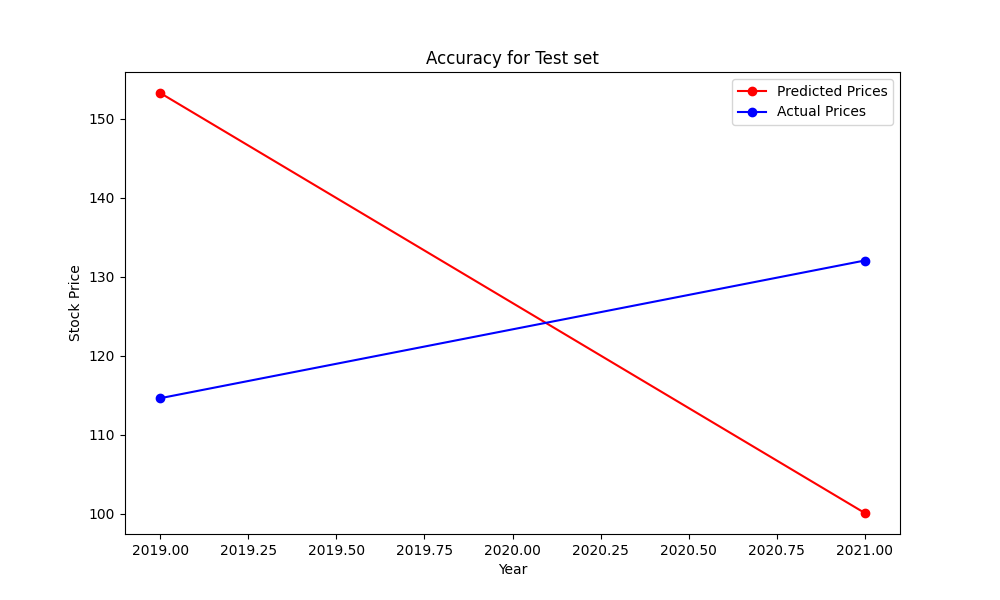 Accuracy for Test set
Predicted Prices
Actual Prices
150
140
130
120
110
100
Stock Price
2019.00 2019.25 2019.50 2019.75 2020.00 2020.25 2020.50 2020.75 2021.00
Year